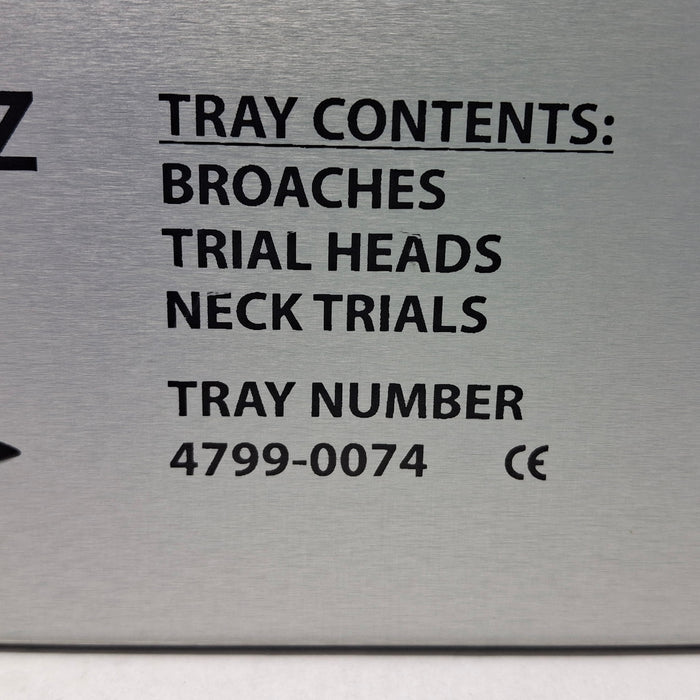 Z
TRAY CONTENTS:
BROACHES
TRIAL HEADS
NECK TRIALS
TRAY NUMBER
4799-0074 CE